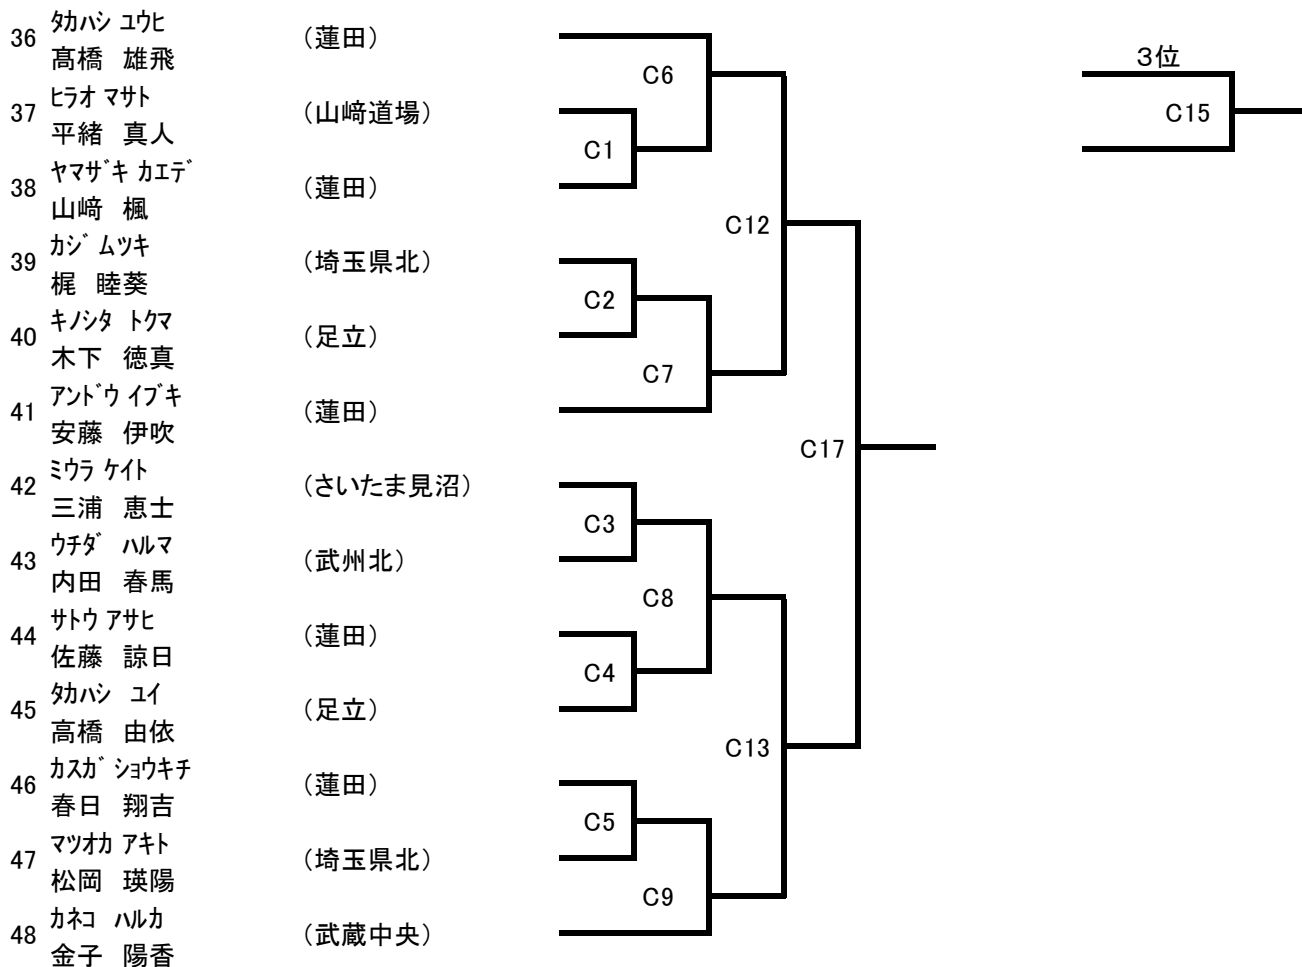 ﾀｶﾊｼ ﾕｳﾋ
36 （蓮田）
髙橋 雄飛
C6
３位
ﾋﾗｵ ﾏｻﾄ
37 （山﨑道場） C15
平緒 真人
C1
ﾔﾏｻﾞｷ ｶｴﾃﾞ
38 （蓮田）
山﨑 楓
C12
ｶｼﾞ ﾑﾂｷ
39 （埼玉県北）
梶 睦葵
C2
ｷﾉｼﾀ ﾄｸﾏ
40 （足立）
木下 徳真
C7
ｱﾝﾄﾞｳ ｲﾌﾞｷ
41 （蓮田）
安藤 伊吹
C17
ﾐｳﾗ ｹｲﾄ
42 （さいたま見沼）
三浦 恵士
C3
ｳﾁﾀﾞ ﾊﾙﾏ
43 （武州北）
内田 春馬
C8
ｻﾄｳ ｱｻﾋ
44 （蓮田）
佐藤 諒日
C4
ﾀｶﾊｼ ﾕｲ
45 （足立）
高橋 由依
C13
ｶｽｶﾞ ｼｮｳｷﾁ
46 （蓮田）
春日 翔吉
C5
ﾏﾂｵｶ ｱｷﾄ
47 （埼玉県北）
松岡 瑛陽
C9
ｶﾈｺ ﾊﾙｶ
48 （武蔵中央）
金子 陽香